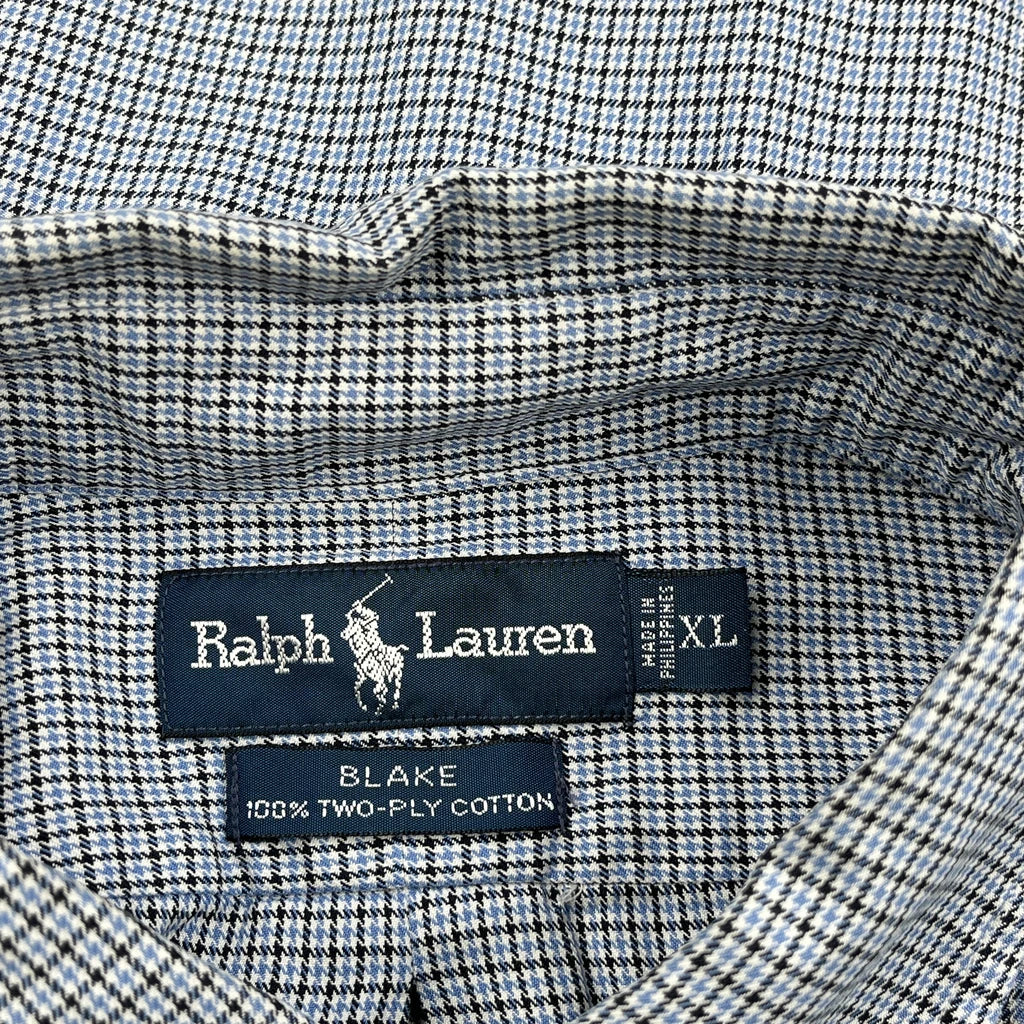 Ralph Lauren
MADE IN
PHILIPPINES
XL
BLAKE
100% TWO-PLY COTTON